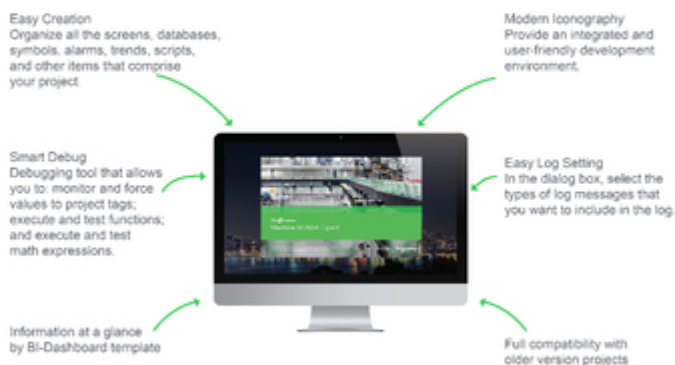 Easy Creation
Organize all the screens, databases,
symbols, alarms, trends, scripts,
and other items that comprise
your project
Modern Iconography
Provide an integrated and
user-friendly development
environment.
Smart Debug
Debugging tool that allows
you to: monitor and force
values to project tags;
execute and test functions;
and execute and test
math expressions.
Easy Log Setting
In the dialog box, select the
types of log messages that
you want to include in the log.
Machine SCADA
Information at a glance
by BI-Dashboard template
Full compatibility with
older version projects